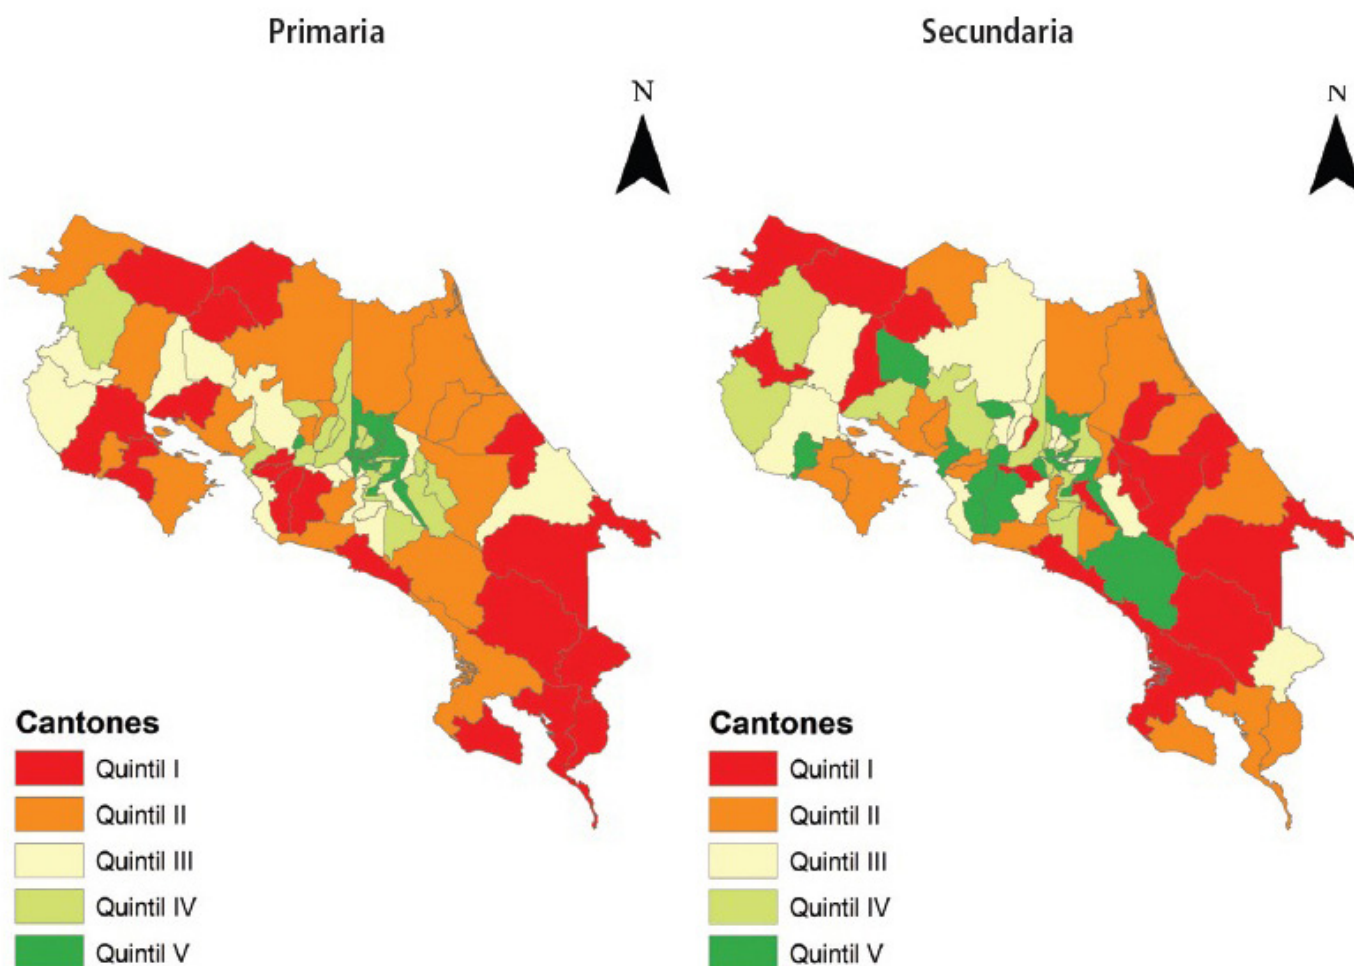 Primaria
N
Cantones
Quintil I
Quintil II
Quintil III
Quintil IV
Quintil V
Secundaria
N
Cantones
Quintil I
Quintil II
Quintil III
Quintil IV
Quintil V